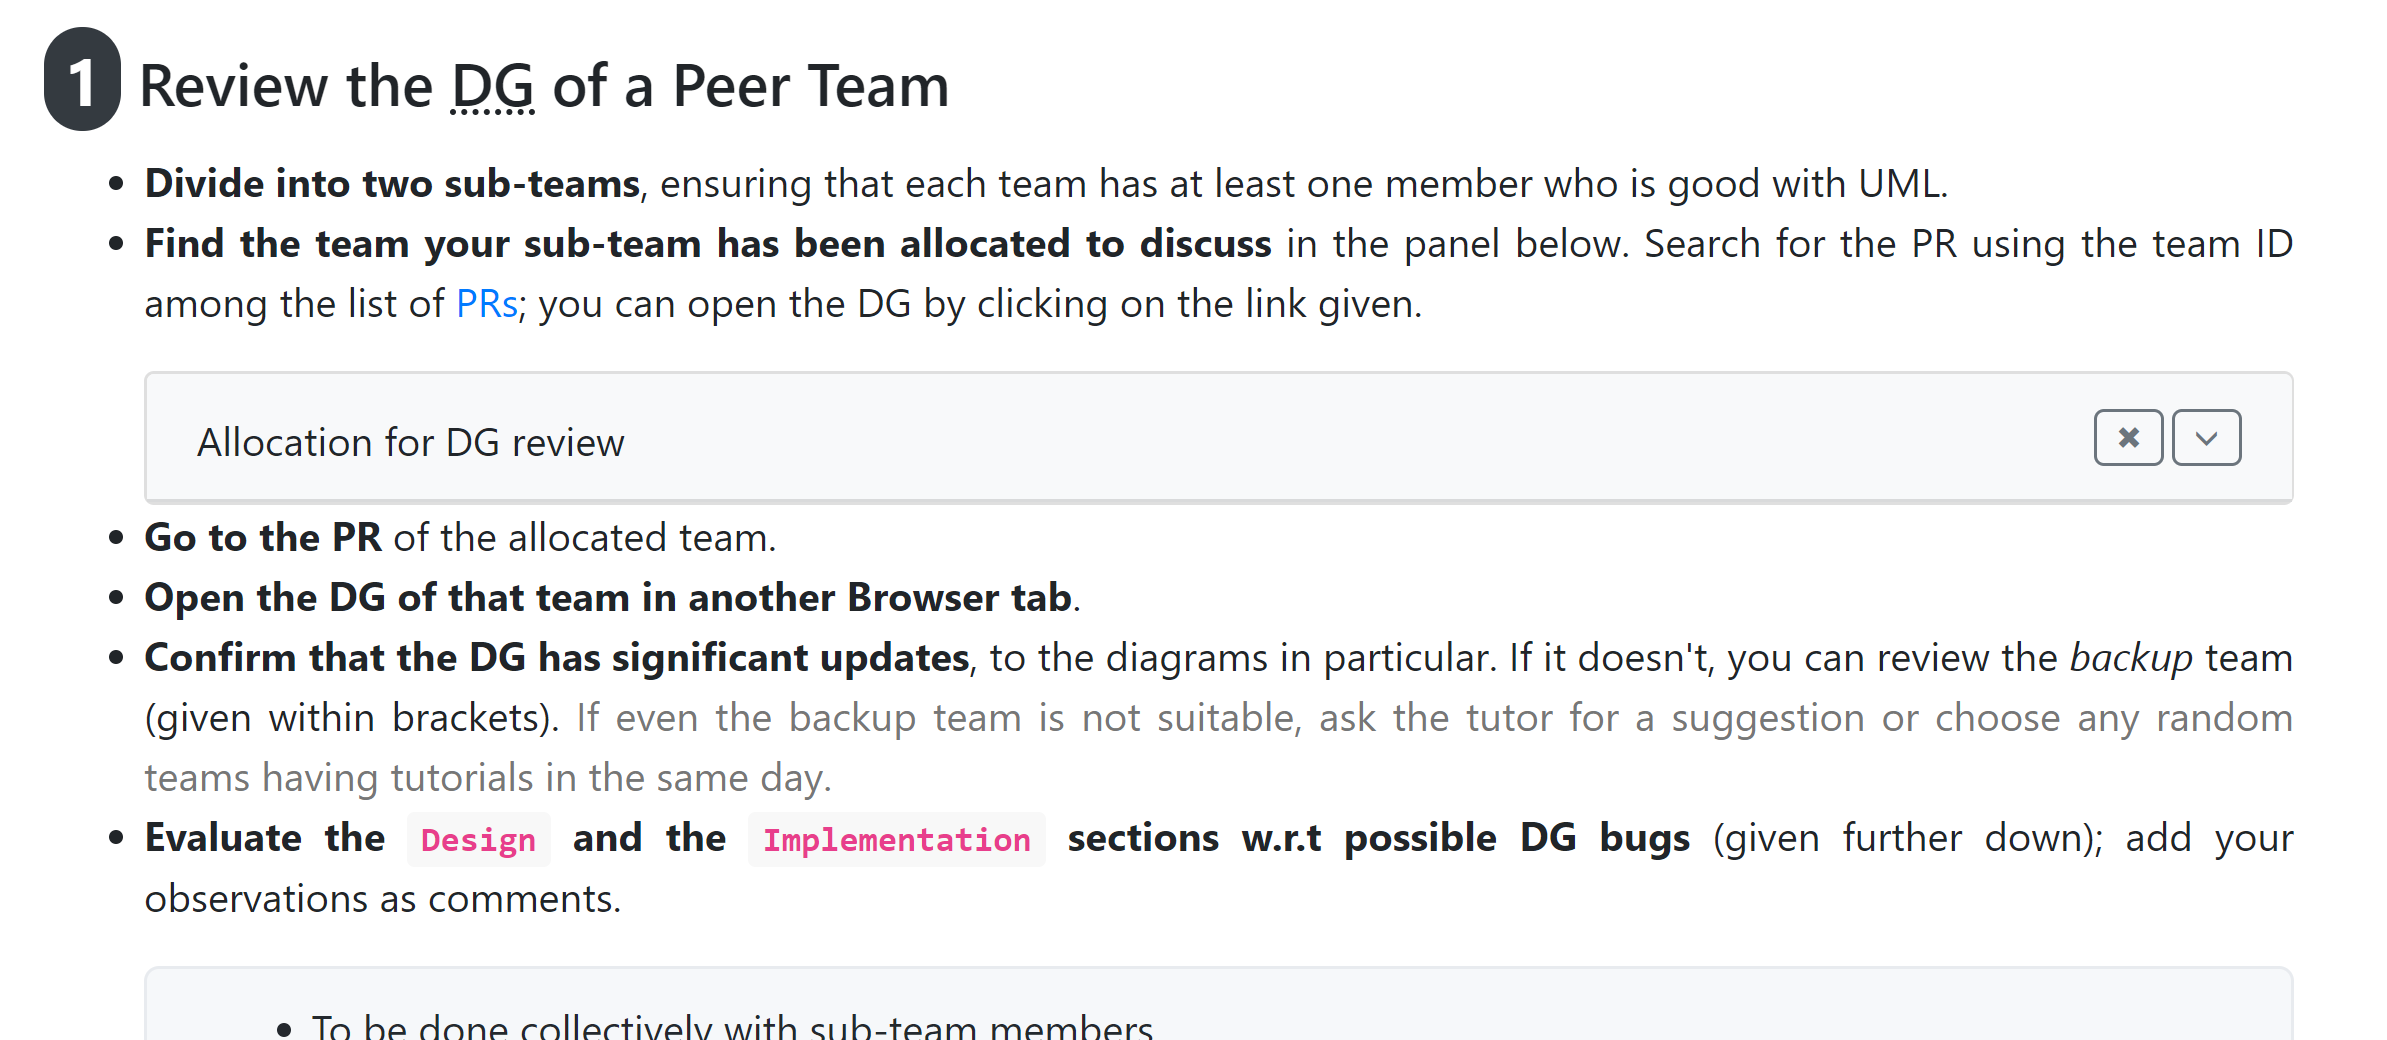 1 Review the DG of a Peer Team
Divide into two sub-teams, ensuring that each team has at least one member who is good with UML.
Find the team your sub-team has been allocated to discuss in the panel below. Search for the PR using the team ID
among the list of PRs; you can open the DG by clicking on the link given.
Allocation for DG review
Go to the PR of the allocated team.
Open the DG of that team in another Browser tab.
Confirm that the DG has significant updates, to the diagrams in particular. If it doesn't, you can review the backup team
(given within brackets). If even the backup team is not suitable, ask the tutor for a suggestion or choose any random
teams having tutorials in the same day.
Evaluate the Design and the Implementation sections w.r.t possible DG bugs (given further down); add your
observations as comments.
To be done collectively with sub-team members